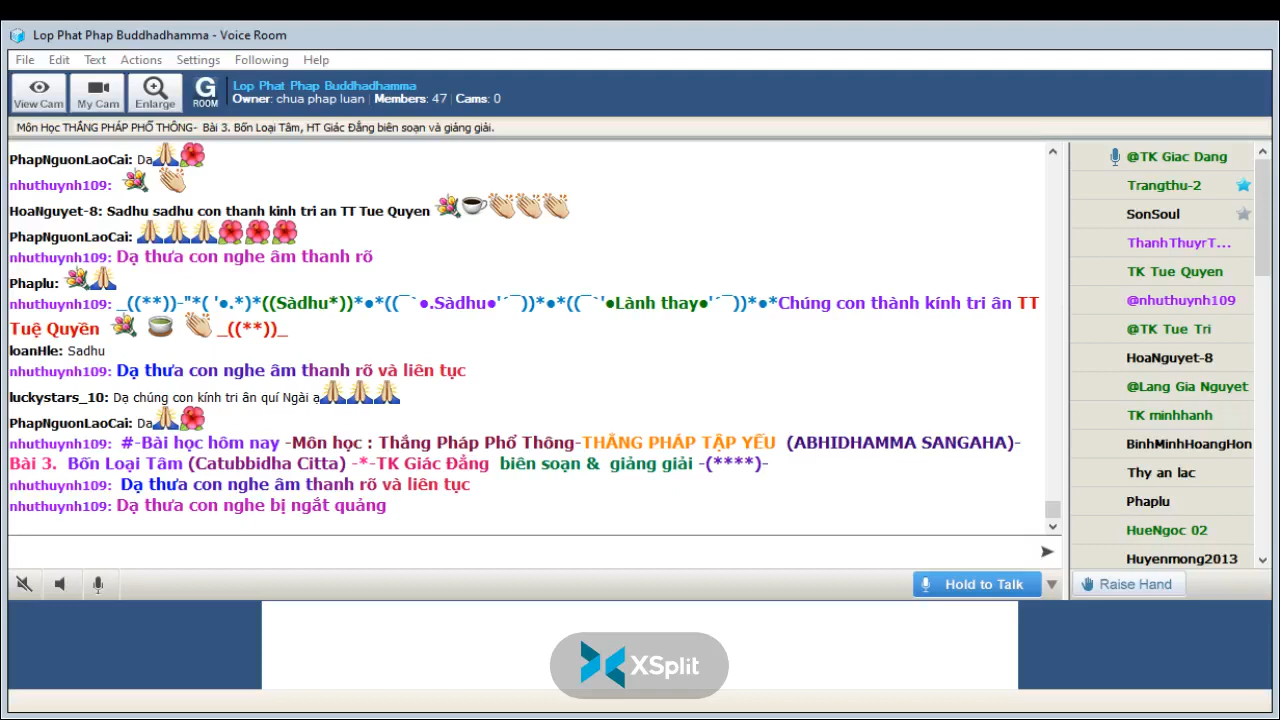 Lop Phat Phap Buddhadhamma - Voice Room
File Edit Text Actions Settings Following Help
View Cam My Cam Enlarge G ROOM
Lop Phat Phap Buddhadhamma
Owner: chua phap luan | Members: 47 | Cams: 0
Môn Học THẮNG PHÁP PHỔ THÔNG- Bài 3. Bốn Loại Tâm, HT Giác Đẳng biên soạn và giảng giải.
PhapNguonLaoCai: Da
nhuthuynh109:
HoaNguyet-8: Sadhu sadhu con thanh kinh tri an TT Tue Quyen
PhapNguonLaoCai:
nhuthuynh109: Dạ thưa con nghe âm thanh rõ
Phaplu:
nhuthuynh109: _((**))-"*( '●.*)*((Sàdhu*))*●*((¯`●.Sàdhu●'´¯))*●*((¯`'●Lành thay●'´¯))*●*Chúng con thành kính tri ân TT
Tuệ Quyền _((**))_
loanHle: Sadhu
nhuthuynh109: Dạ thưa con nghe âm thanh rõ và liên tục
luckystars_10: Dạ chúng con kính tri ân quí Ngài ạ
PhapNguonLaoCai: Da
nhuthuynh109: #-Bài học hôm nay -Môn học : Thắng Pháp Phổ Thông-THẮNG PHÁP TẬP YẾU (ABHIDHAMMA SANGAHA)-
Bài 3. Bốn Loại Tâm (Catubbidha Citta) -*-TK Giác Đẳng biên soạn & giảng giải -(****)-
nhuthuynh109: Dạ thưa con nghe âm thanh rõ và liên tục
nhuthuynh109: Dạ thưa con nghe bị ngắt quảng
Hold to Talk
@TK Giac Dang
Trangthu-2
SonSoul
ThanhThuyrT...
TK Tue Quyen
@nhuthuynh109
@TK Tue Tri
HoaNguyet-8
@Lang Gia Nguyet
TK minhhanh
BinhMinhHoangHon
Thy an lac
Phaplu
HueNgoc 02
Huyenmong2013
Raise Hand
XSplit